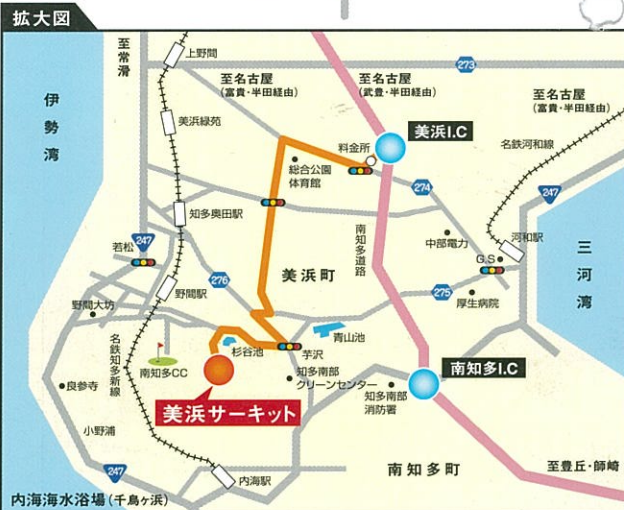 拡大図
至常滑
上野間
至名古屋
(富貴・半田経由)
至名古屋
(武豊・半田経由)
273
至名古屋
(富貴・半田経由)
伊勢湾
美浜緑苑
料金所
美浜I.C
名鉄河和線
総合公園
体育館
274
247
知多奥田駅
中部電力
河和駅
南知多道路
若松
247
G.S
三河湾
276
美浜町
275
厚生病院
野間駅
野間大坊
青山池
杉谷池
芋沢
南知多CC
名鉄知多新線
知多南部
クリーンセンター
南知多I.C
良参寺
美浜サーキット
知多南部
消防署
小野浦
247
内海駅
南知多町
至豊丘・師崎
内海海水浴場(千鳥ヶ浜)